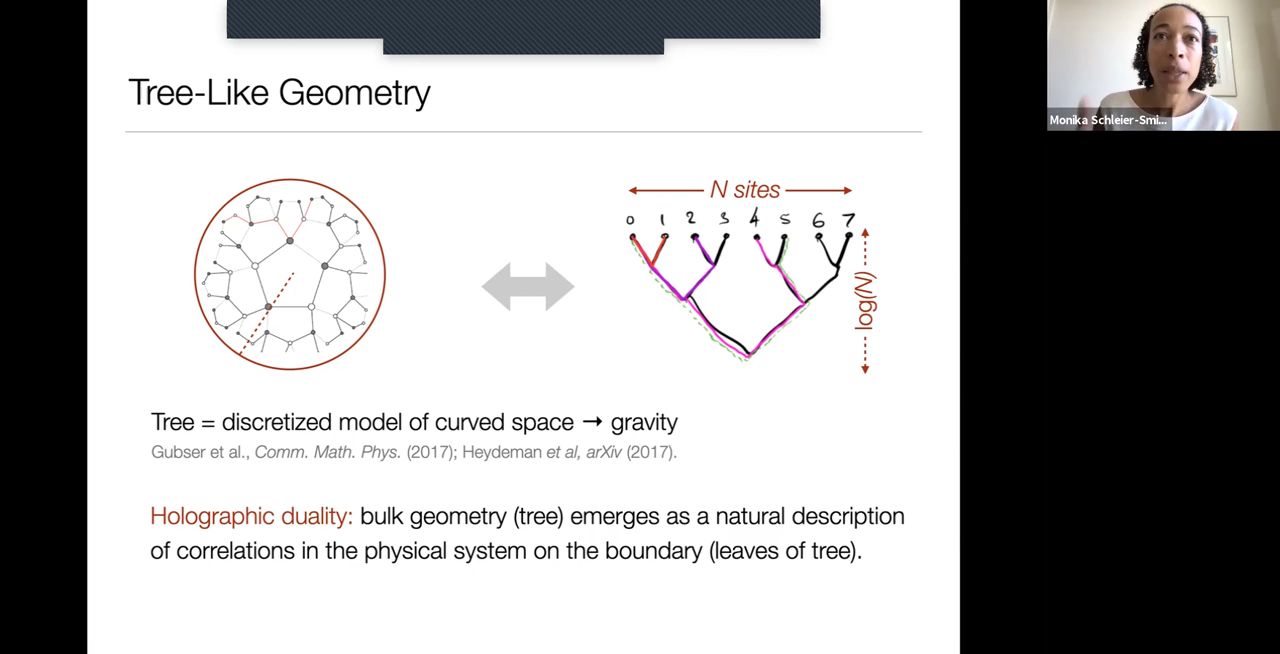 Tree-Like Geometry
Monika Schleier-Smi...
N sites
0 1 2 3 4 5 6 7
log(N)
Tree = discretized model of curved space → gravity
Gubser et al., Comm. Math. Phys. (2017); Heydeman et al, arXiv (2017).
Holographic duality: bulk geometry (tree) emerges as a natural description
of correlations in the physical system on the boundary (leaves of tree).